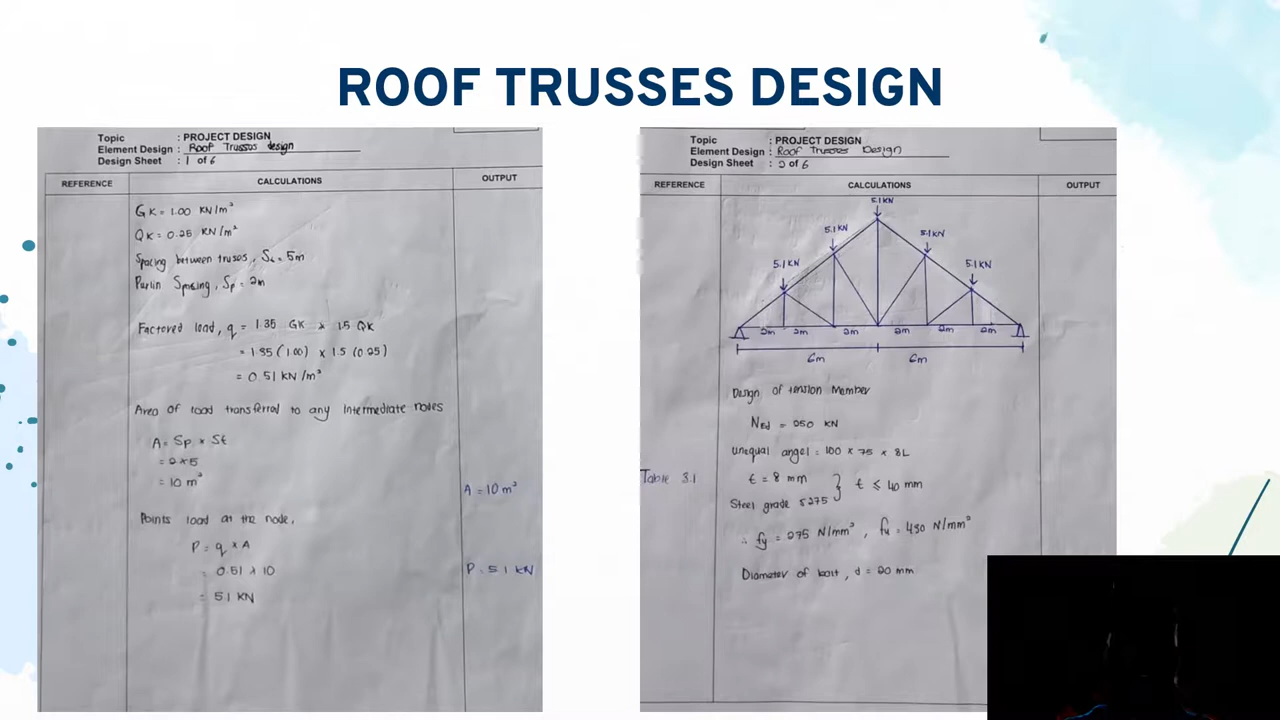 ROOF TRUSSES DESIGN
Topic : PROJECT DESIGN
Element Design : Roof Trusses design
Design Sheet : 1 of 6
REFERENCE CALCULATIONS OUTPUT
GK = 1.00 KN/m²
QK = 0.25 KN/m²
Spacing between truses, St = 5m
Purlin Spacing, Sp = 2m
Factored load, q = 1.35 GK × 1.5 QK
= 1.35 (1.00) × 1.5 (0.25)
= 0.51 KN/m²
Area of load transferral to any intermediate nodes
A = Sp × St
= 2 × 5
= 10 m²
A = 10 m²
Points load at the node,
P = q × A
= 0.51 × 10
P = 5.1 KN
= 5.1 KN
Topic : PROJECT DESIGN
Element Design : Roof Trusses Design
Design Sheet : 2 of 6
REFERENCE CALCULATIONS OUTPUT
5.1 KN
5.1 KN 5.1 KN
5.1 KN 5.1 KN
2m 2m 2m 2m 2m 2m
6m 6m
Design of tension Member
NEd = 250 KN
Unequal angel = 100 × 75 × 8L
Table 3.1
t = 8 mm } t ≤ 40 mm
Steel grade S275
∴ fy = 275 N/mm², fu = 430 N/mm²
Diameter of bolt, d = 20 mm